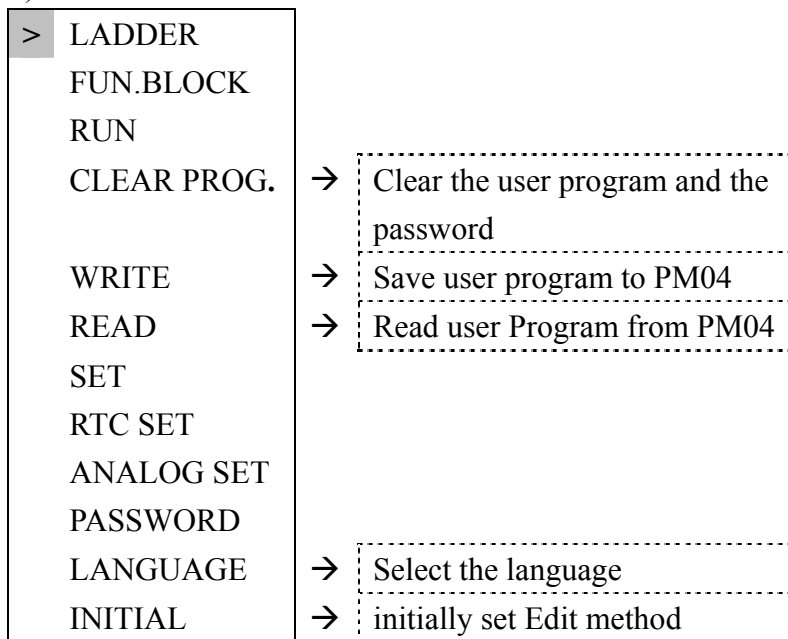 > LADDER
FUN.BLOCK
RUN
CLEAR PROG. → Clear the user program and the
password
WRITE → Save user program to PM04
READ → Read user Program from PM04
SET
RTC SET
ANALOG SET
PASSWORD
LANGUAGE → Select the language
INITIAL → initially set Edit method